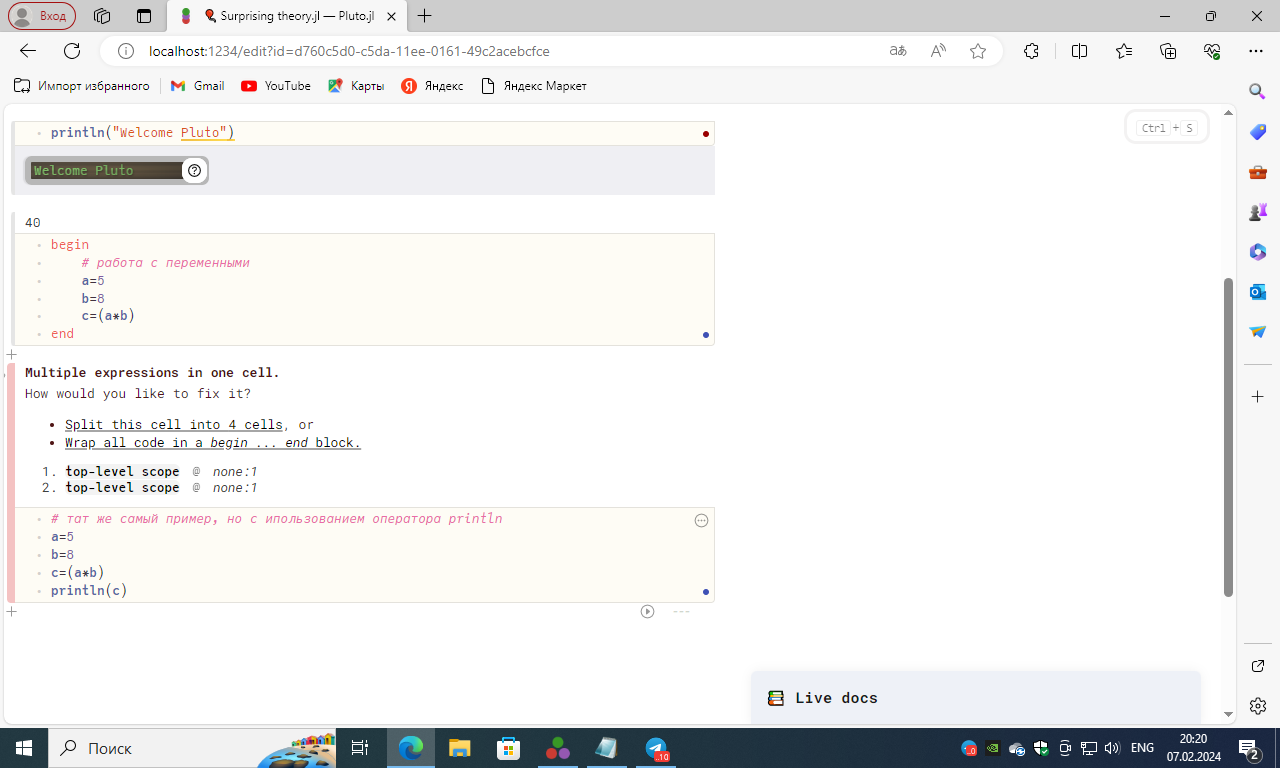 Вход
Surprising theory.jl — Pluto.jl
localhost:1234/edit?id=d760c5d0-c5da-11ee-0161-49c2acebcfce
аあ
A
Импорт избранного
Gmail
YouTube
Карты
Я
Яндекс
Яндекс Маркет
Ctrl + S
println("Welcome Pluto")
Welcome Pluto
40
begin
# работа с переменными
a=5
b=8
c=(a*b)
end
Multiple expressions in one cell.
How would you like to fix it?
• Split this cell into 4 cells, or
• Wrap all code in a begin ... end block.
1. top-level scope @ none:1
2. top-level scope @ none:1
# тат же самый пример, но с ипользованием оператора println
a=5
b=8
c=(a*b)
println(c)
---
Live docs
Поиск
.10
ENG
20:20
07.02.2024
2